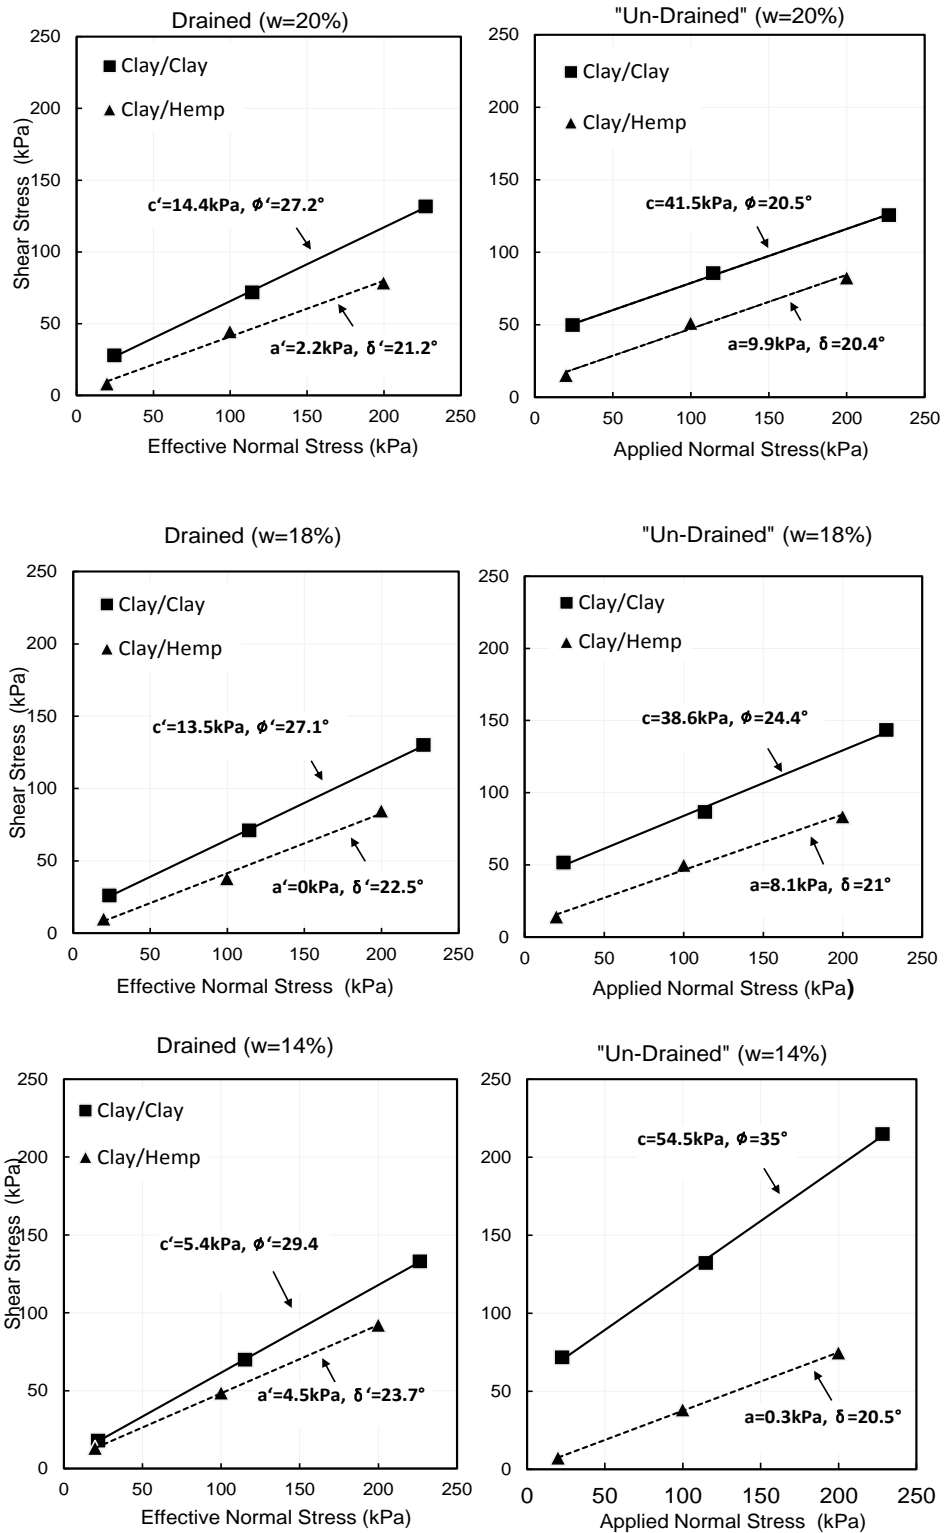 Drained (w=20%)
250
200
150
100
50
0
Shear Stress (kPa)
Clay/Clay
Clay/Hemp
c‘=14.4kPa, ϕ‘=27.2°
a‘=2.2kPa, δ‘=21.2°
0 50 100 150 200 250
Effective Normal Stress (kPa)
"Un-Drained" (w=20%)
250
200
150
100
50
0
Clay/Clay
Clay/Hemp
c=41.5kPa, ϕ=20.5°
a=9.9kPa, δ=20.4°
0 50 100 150 200 250
Applied Normal Stress(kPa)
Drained (w=18%)
250
200
150
100
50
0
Shear Stress (kPa)
Clay/Clay
Clay/Hemp
c‘=13.5kPa, ϕ‘=27.1°
a‘=0kPa, δ‘=22.5°
0 50 100 150 200 250
Effective Normal Stress (kPa)
"Un-Drained" (w=18%)
250
200
150
100
50
0
Clay/Clay
Clay/Hemp
c=38.6kPa, ϕ=24.4°
a=8.1kPa, δ=21°
0 50 100 150 200 250
Applied Normal Stress (kPa)
Drained (w=14%)
250
200
150
100
50
0
Shear Stress (kPa)
Clay/Clay
Clay/Hemp
c‘=5.4kPa, ϕ‘=29.4
a‘=4.5kPa, δ‘=23.7°
0 50 100 150 200 250
Effective Normal Stress (kPa)
"Un-Drained" (w=14%)
250
200
150
100
50
0
c=54.5kPa, ϕ=35°
a=0.3kPa, δ=20.5°
0 50 100 150 200 250
Applied Normal Stress (kPa)